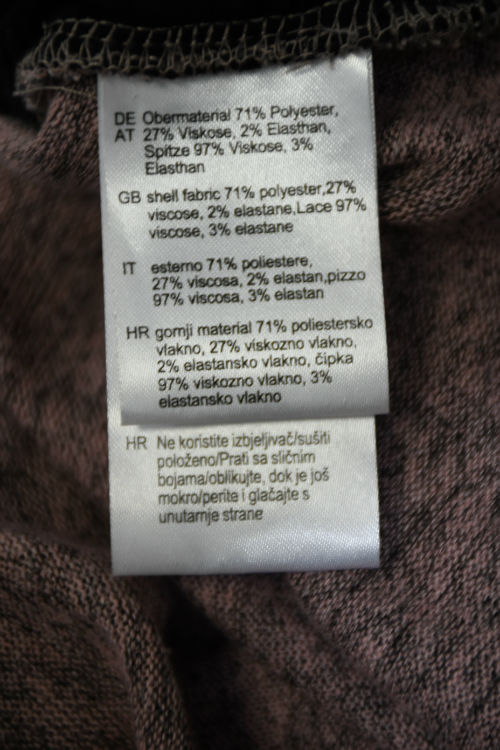 DE Obermaterial 71% Polyester,
AT 27% Viskose, 2% Elasthan,
Spitze 97% Viskose, 3%
Elasthan
GB shell fabric 71% polyester,27%
viscose, 2% elastane,Lace 97%
viscose, 3% elastane
IT esterno 71% poliestere,
27% viscosa, 2% elastan,pizzo
97% viscosa, 3% elastan
HR gornji material 71% poliestersko
vlakno, 27% viskozno vlakno,
2% elastansko vlakno, čipka
97% viskozno vlakno, 3%
elastansko vlakno
HR Ne koristite izbjeljivač/sušiti
položeno/Prati sa sličnim
bojama/oblikujte, dok je još
mokro/perite i glačajte s
unutarnje strane